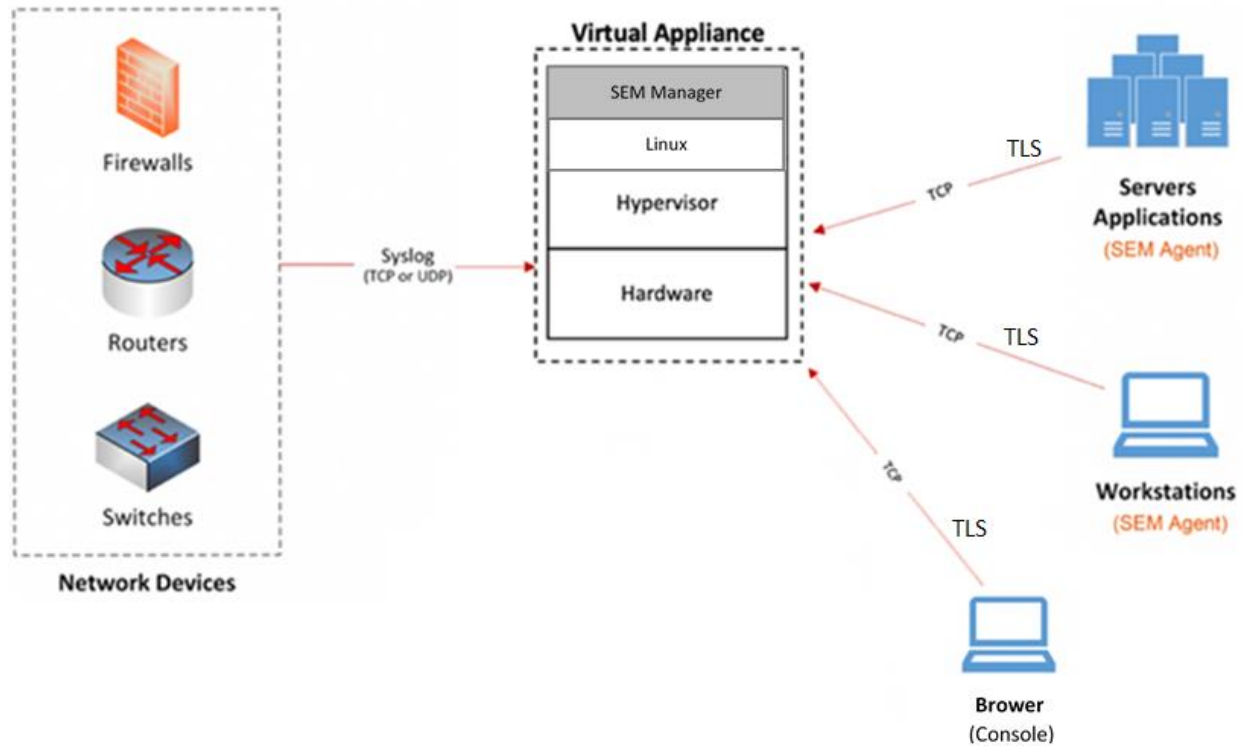 Virtual Appliance
SEM Manager
Linux
Hypervisor
Hardware
Firewalls
Routers
Switches
Network Devices
Syslog
(TCP or UDP)
TLS
TCP
Servers
Applications
(SEM Agent)
TLS
TCP
Workstations
(SEM Agent)
TCP
TLS
Brower
(Console)